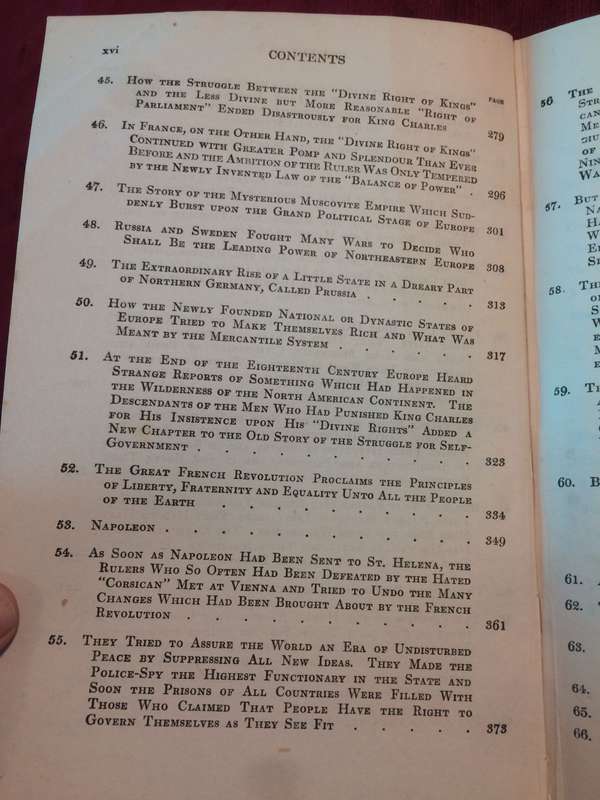 xvi
CONTENTS
PAGE
45. How the Struggle Between the "Divine Right of Kings"
and the Less Divine but More Reasonable "Right of
Parliament" Ended Disastrously for King Charles 279
46. In France, on the Other Hand, the "Divine Right of Kings"
Continued with Greater Pomp and Splendour Than Ever
Before and the Ambition of the Ruler Was Only Tempered
by the Newly Invented Law of the "Balance of Power" . 296
47. The Story of the Mysterious Muscovite Empire Which Sud-
denly Burst upon the Grand Political Stage of Europe 301
48. Russia and Sweden Fought Many Wars to Decide Who
Shall Be the Leading Power of Northeastern Europe 308
49. The Extraordinary Rise of a Little State in a Dreary Part
of Northern Germany, Called Prussia . . . . . 313
50. How the Newly Founded National or Dynastic States of
Europe Tried to Make Themselves Rich and What Was
Meant by the Mercantile System . . . . . . 317
51. At the End of the Eighteenth Century Europe Heard
Strange Reports of Something Which Had Happened in
the Wilderness of the North American Continent. The
Descendants of the Men Who Had Punished King Charles
for His Insistence upon His "Divine Rights" Added a
New Chapter to the Old Story of the Struggle for Self-
Government . . . . . . . . . . 323
52. The Great French Revolution Proclaims the Principles
of Liberty, Fraternity and Equality Unto All the People
of the Earth . . . . . . . . . 334
53. Napoleon . . . . . . . . . . . 349
54. As Soon as Napoleon Had Been Sent to St. Helena, the
Rulers Who So Often Had Been Defeated by the Hated
"Corsican" Met at Vienna and Tried to Undo the Many
Changes Which Had Been Brought About by the French
Revolution . . . . . . . . . . 361
55. They Tried to Assure the World an Era of Undisturbed
Peace by Suppressing All New Ideas. They Made the
Police-Spy the Highest Functionary in the State and
Soon the Prisons of All Countries Were Filled With
Those Who Claimed That People Have the Right to
Govern Themselves as They See Fit . . . . . 373
56 The
57. But
58. The
59.
60. B
61.
62.
63.
64.
65.
66.